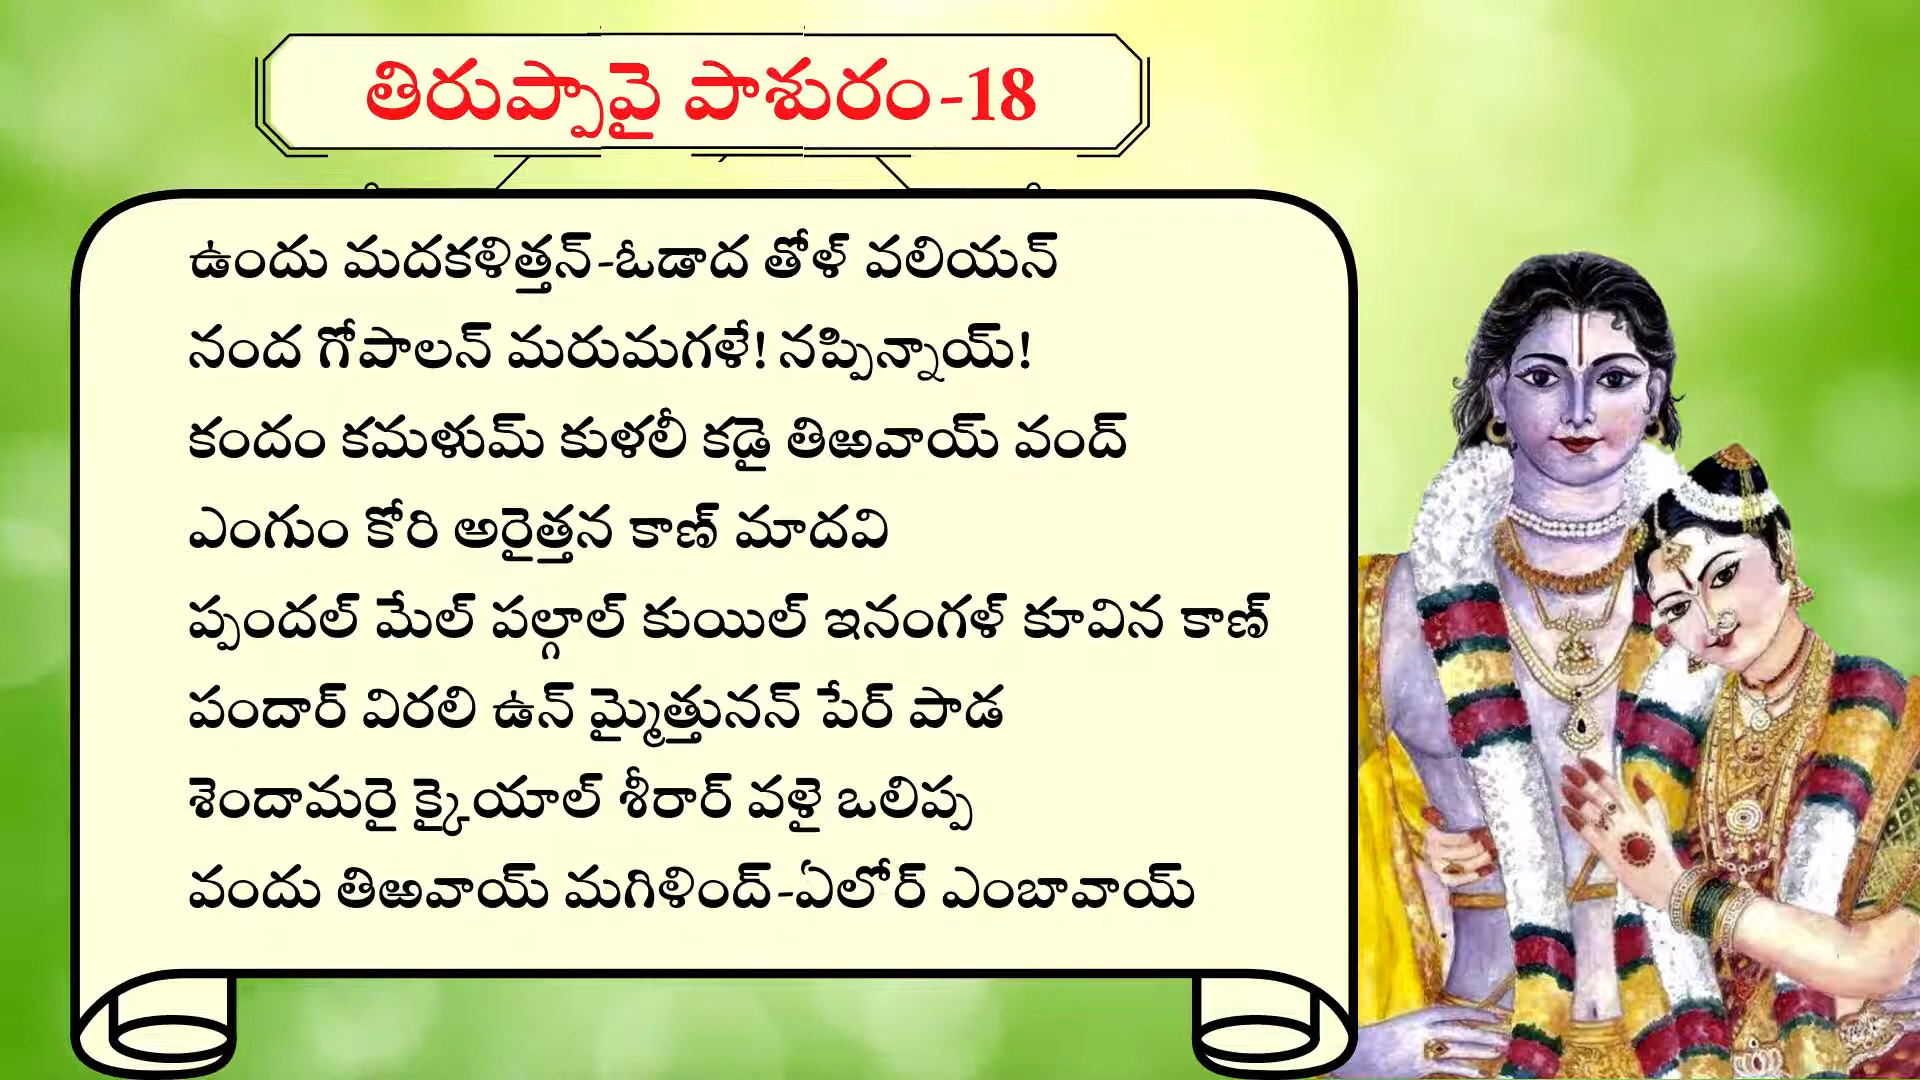 తిరుప్పావై పాశురం-18
ఉందు మదకళిత్తన్-ఓడాద తోళ్ వలియన్
నంద గోపాలన్ మరుమగళే! నప్పిన్నాయ్!
కందం కమళుమ్ కుళలీ కడై తిఱవాయ్ వంద్
ఎంగుం కోరి అరైత్తన కాణ్ మాదవి
ప్పందల్ మేల్ పల్గాల్ కుయిల్ ఇనంగళ్ కూవిన కాణ్
పందార్ విరలి ఉన్ మ్మైత్తునన్ పేర్ పాడ
శెందామరై క్కైయాల్ శీరార్ వళై ఒలిప్ప
వందు తిఱవాయ్ మగిళింద్-ఏలోర్ ఎంబావాయ్